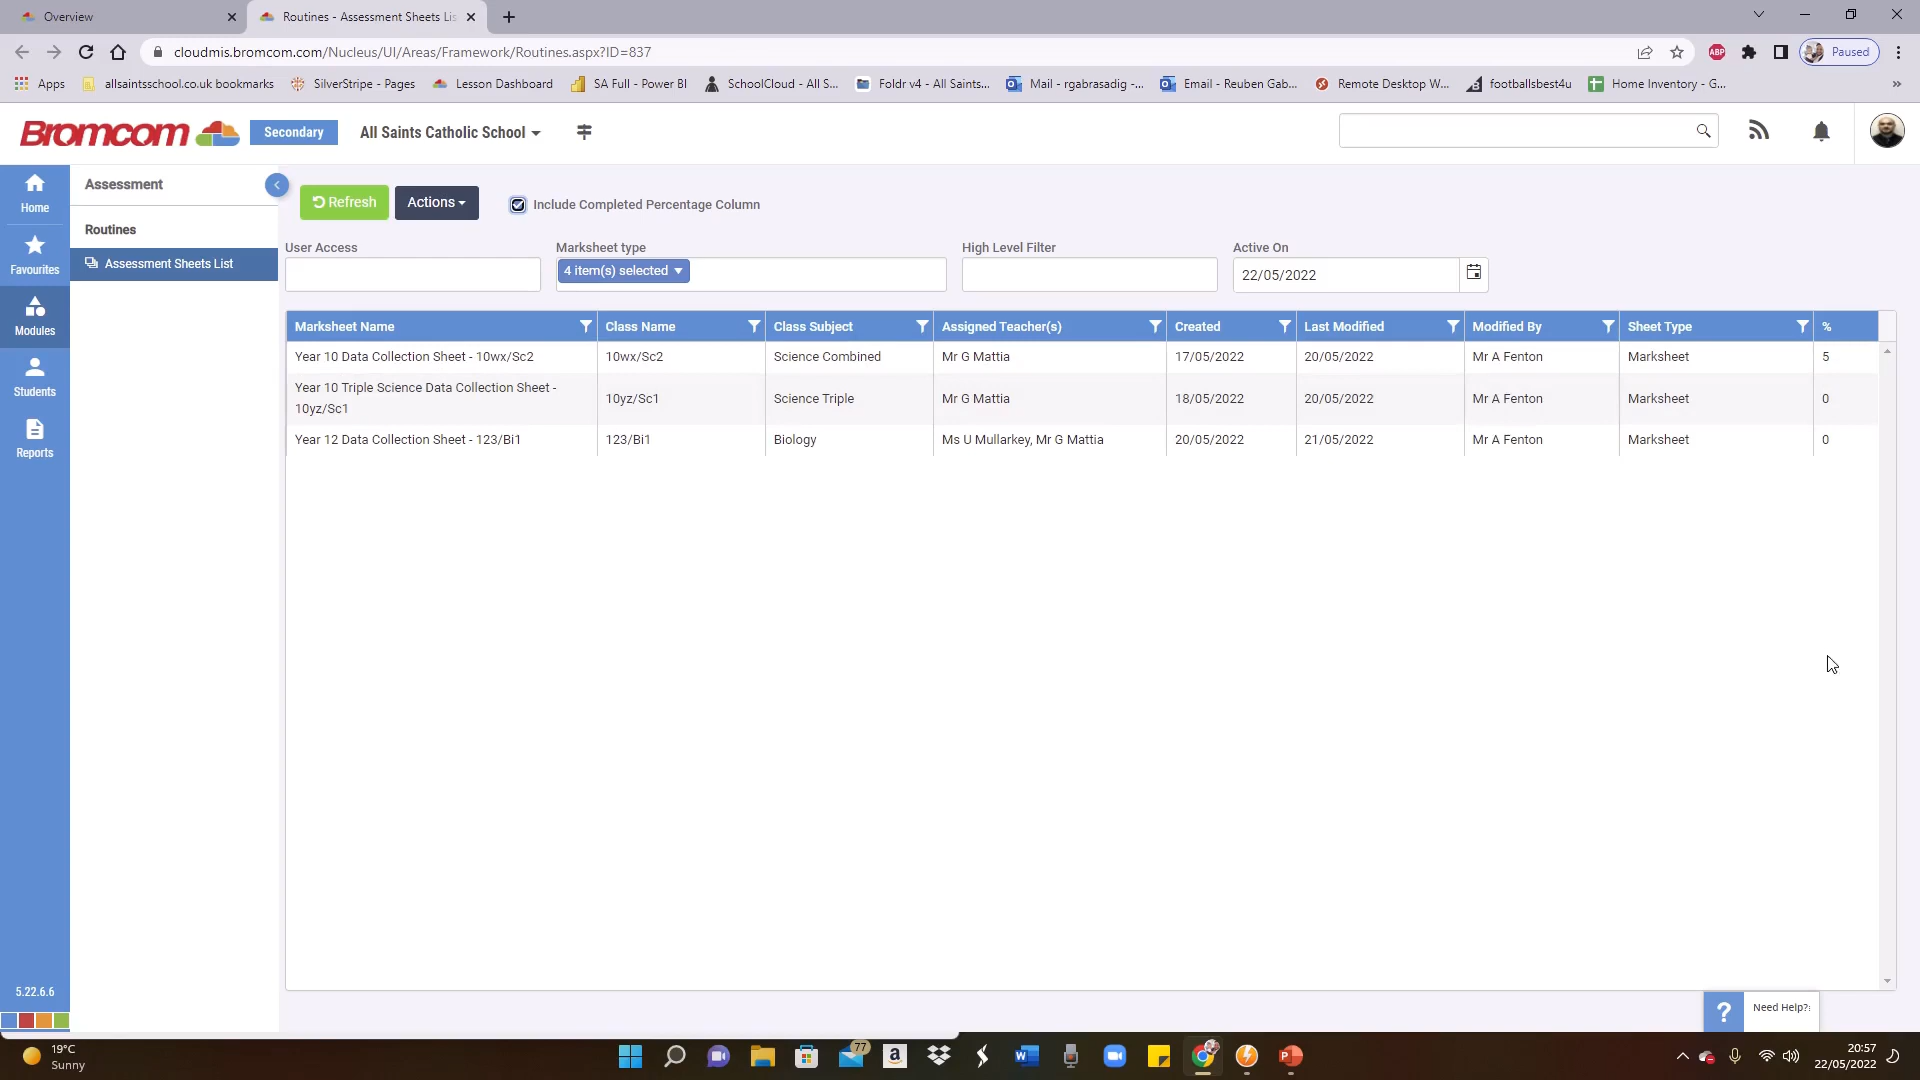 Overview
Routines - Assessment Sheets Lis
cloudmis.bromcom.com/Nucleus/UI/Areas/Framework/Routines.aspx?ID=837
ABP
Paused
Apps
allsaintsschool.co.uk bookmarks
SilverStripe - Pages
Lesson Dashboard
SA Full - Power BI
SchoolCloud - All S...
Foldr v4 - All Saints...
Mail - rgabrasadig -...
Email - Reuben Gab...
Remote Desktop W...
footballsbest4u
Home Inventory - G...
Bromcom
Secondary
All Saints Catholic School
Home
Favourites
Modules
Students
Reports
5.22.6.6
Assessment
Routines
Assessment Sheets List
Refresh
Actions
Include Completed Percentage Column
User Access
Marksheet type
High Level Filter
Active On
4 item(s) selected
22/05/2022
Marksheet Name Class Name Class Subject Assigned Teacher(s) Created Last Modified Modified By Sheet Type %
Year 10 Data Collection Sheet - 10wx/Sc2 10wx/Sc2 Science Combined Mr G Mattia 17/05/2022 20/05/2022 Mr A Fenton Marksheet 5
Year 10 Triple Science Data Collection Sheet -
10yz/Sc1 10yz/Sc1 Science Triple Mr G Mattia 18/05/2022 20/05/2022 Mr A Fenton Marksheet 0
Year 12 Data Collection Sheet - 123/Bi1 123/Bi1 Biology Ms U Mullarkey, Mr G Mattia 20/05/2022 21/05/2022 Mr A Fenton Marksheet 0
? Need Help?:
19°C
Sunny
77
20:57
22/05/2022